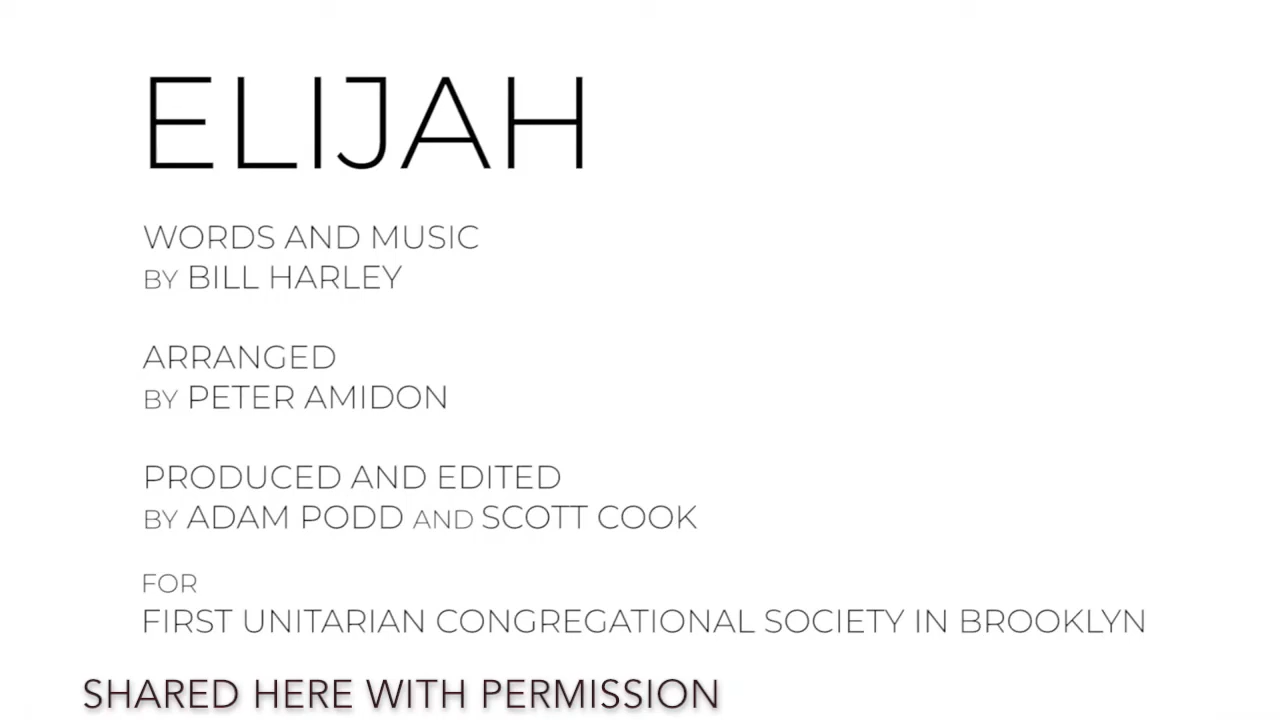 ELIJAH
WORDS AND MUSIC
BY BILL HARLEY
ARRANGED
BY PETER AMIDON
PRODUCED AND EDITED
BY ADAM PODD AND SCOTT COOK
FOR
FIRST UNITARIAN CONGREGATIONAL SOCIETY IN BROOKLYN
SHARED HERE WITH PERMISSION